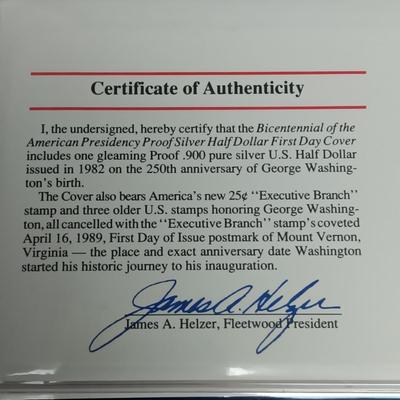 Certificate of Authenticity
I, the undersigned, hereby certify that the Bicentennial of the
American Presidency Proof Silver Half Dollar First Day Cover
includes one gleaming Proof .900 pure silver U.S. Half Dollar
issued in 1982 on the 250th anniversary of George Washing-
ton's birth.
The Cover also bears America's new 25¢ "Executive Branch"
stamp and three older U.S. stamps honoring George Washing-
ton, all cancelled with the "Executive Branch" stamp's coveted
April 16, 1989, First Day of Issue postmark of Mount Vernon,
Virginia — the place and exact anniversary date Washington
started his historic journey to his inauguration.
James A. Helzer
James A. Helzer, Fleetwood President